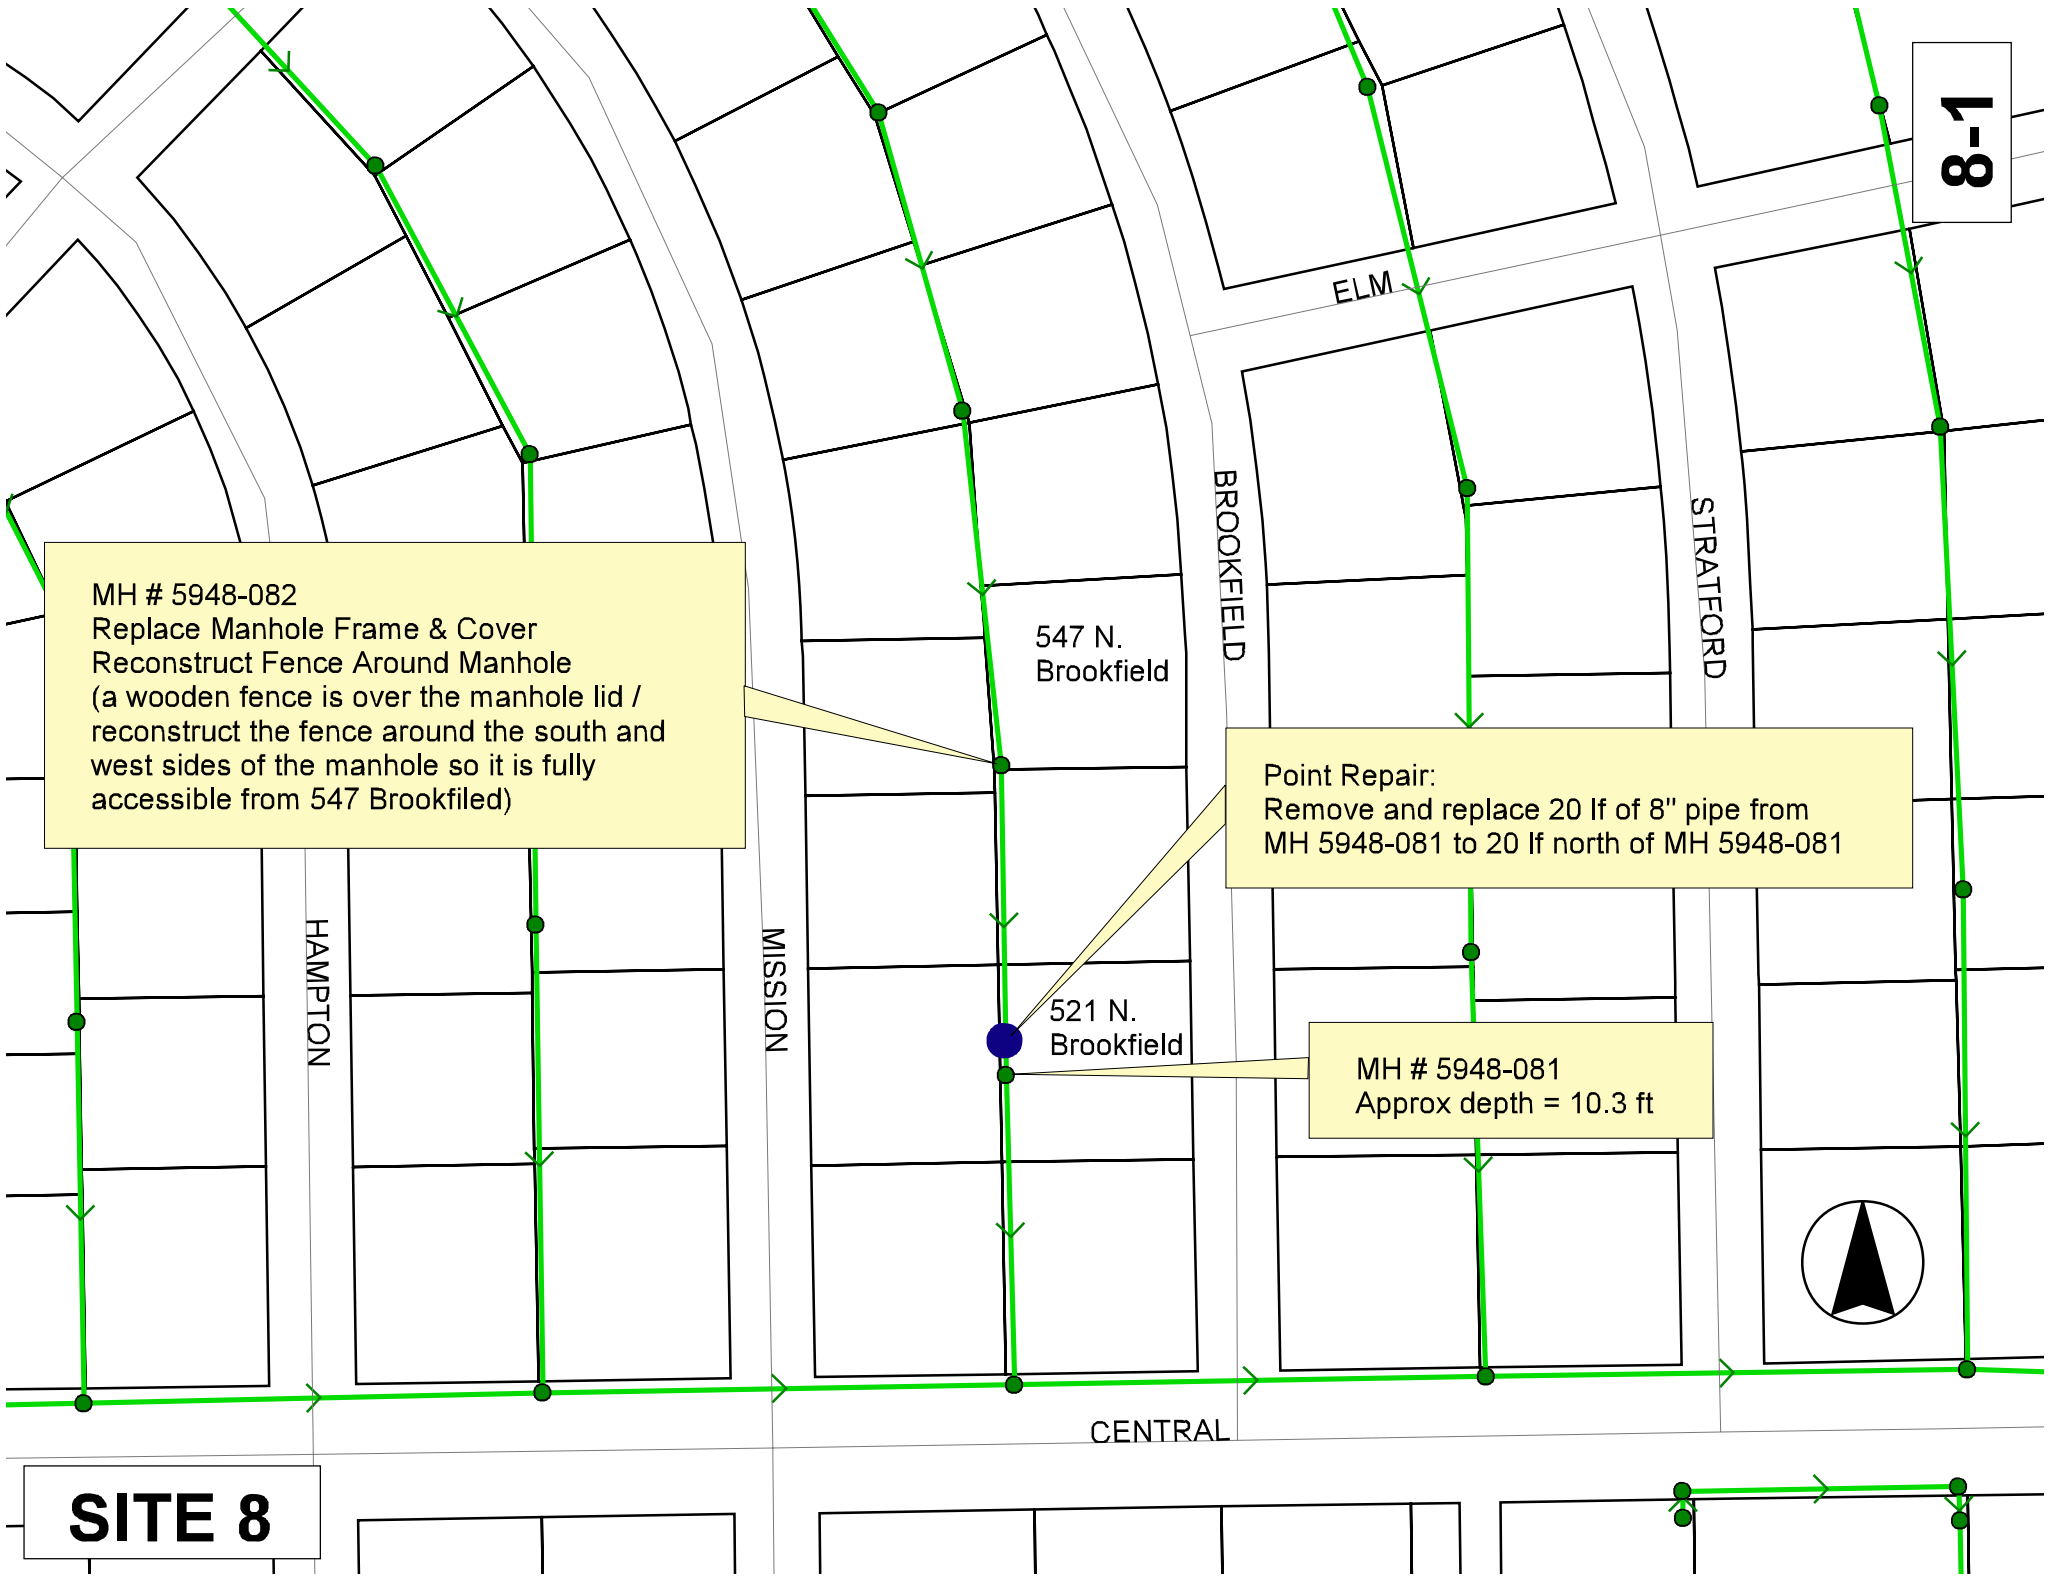 8-1
ELM
BROOKFIELD
STRATFORD
MH # 5948-082
Replace Manhole Frame & Cover
Reconstruct Fence Around Manhole
(a wooden fence is over the manhole lid /
reconstruct the fence around the south and
west sides of the manhole so it is fully
accessible from 547 Brookfiled)
547 N.
Brookfield
Point Repair:
Remove and replace 20 lf of 8" pipe from
MH 5948-081 to 20 lf north of MH 5948-081
HAMPTON
MISSION
521 N.
Brookfield
MH # 5948-081
Approx depth = 10.3 ft
CENTRAL
SITE 8